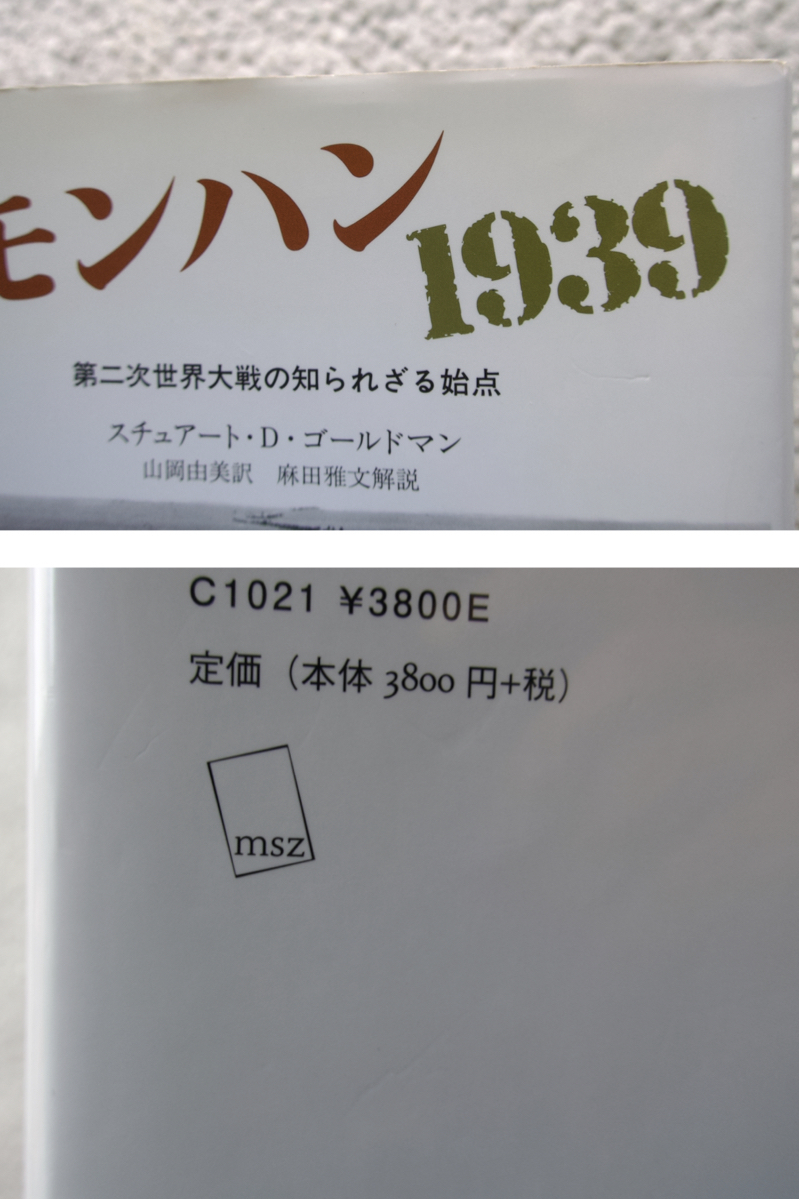 モンハン
1939
第二次世界大戦の知られざる始点
スチュアート・D・ゴールドマン
山岡由美訳 麻田雅文解説
C1021 ¥3800E
定価（本体 3800 円+税）
msz